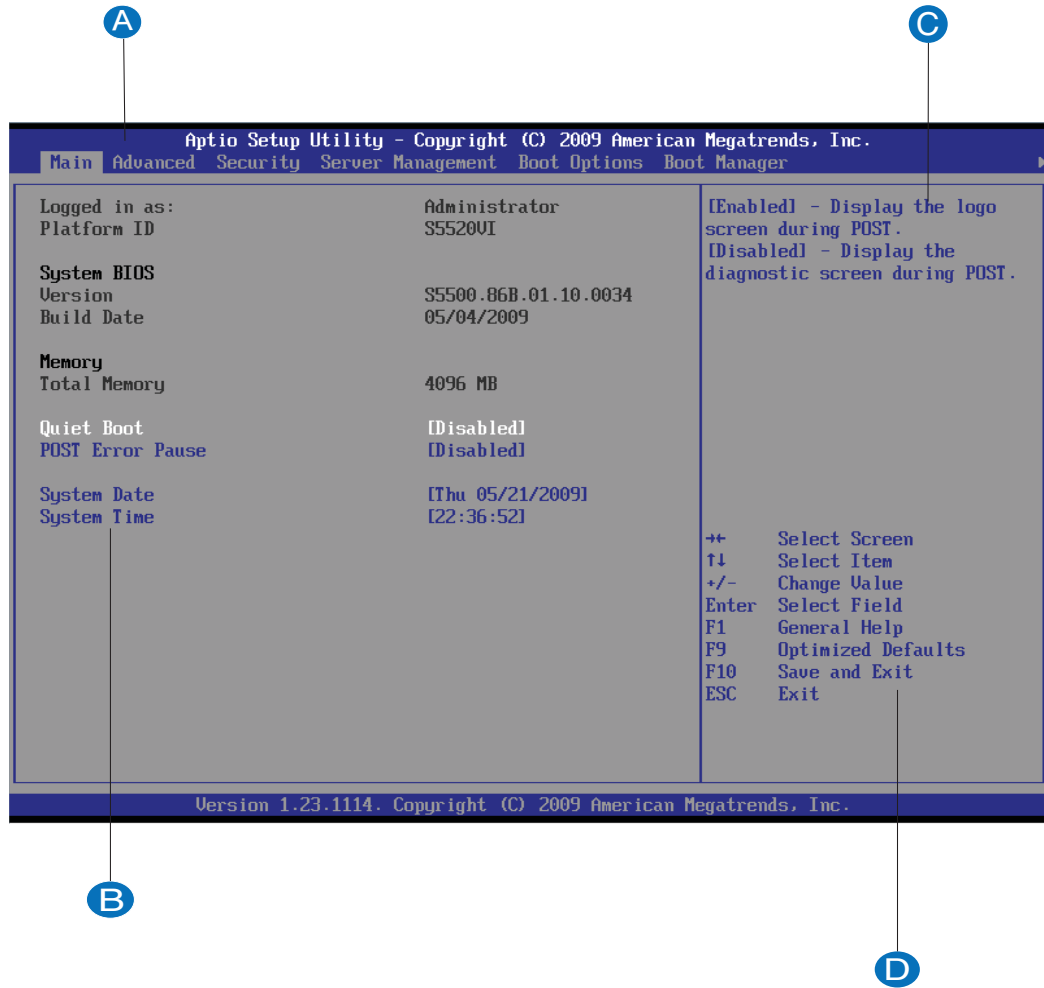 A
C
Aptio Setup Utility - Copyright (C) 2009 American Megatrends, Inc.
Main Advanced Security Server Management Boot Options Boot Manager
Logged in as: Administrator
Platform ID S5520VI
System BIOS
Version S5500.86B.01.10.0034
Build Date 05/04/2009
Memory
Total Memory 4096 MB
Quiet Boot [Disabled]
POST Error Pause [Disabled]
System Date [Thu 05/21/2009]
System Time [22:36:52]
[Enabled] - Display the logo
screen during POST.
[Disabled] - Display the
diagnostic screen during POST.
→← Select Screen
↑↓ Select Item
+/- Change Value
Enter Select Field
F1 General Help
F9 Optimized Defaults
F10 Save and Exit
ESC Exit
Version 1.23.1114. Copyright (C) 2009 American Megatrends, Inc.
B
D